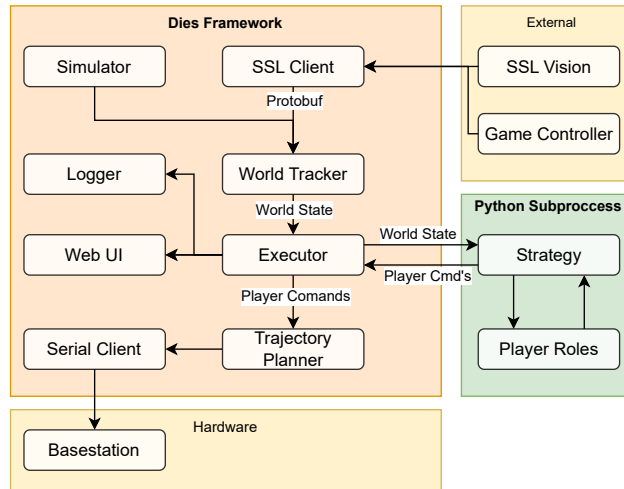 Dies Framework
External
Simulator
SSL Client
SSL Vision
Protobuf
Game Controller
Logger
World Tracker
World State
Python Subproccess
Web UI
Executor
World State
Player Cmd's
Strategy
Player Comands
Serial Client
Trajectory
Planner
Player Roles
Hardware
Basestation